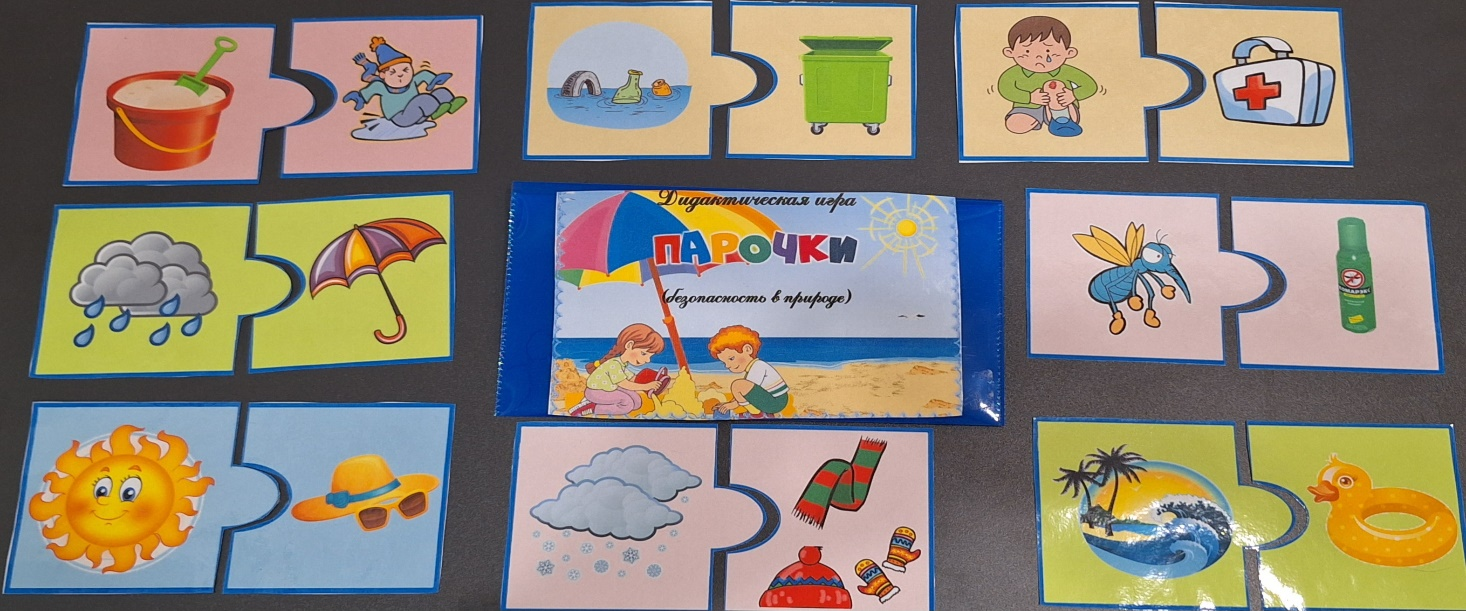 Дидактическая игра
ПАРОЧКИ
(безопасность в природе)